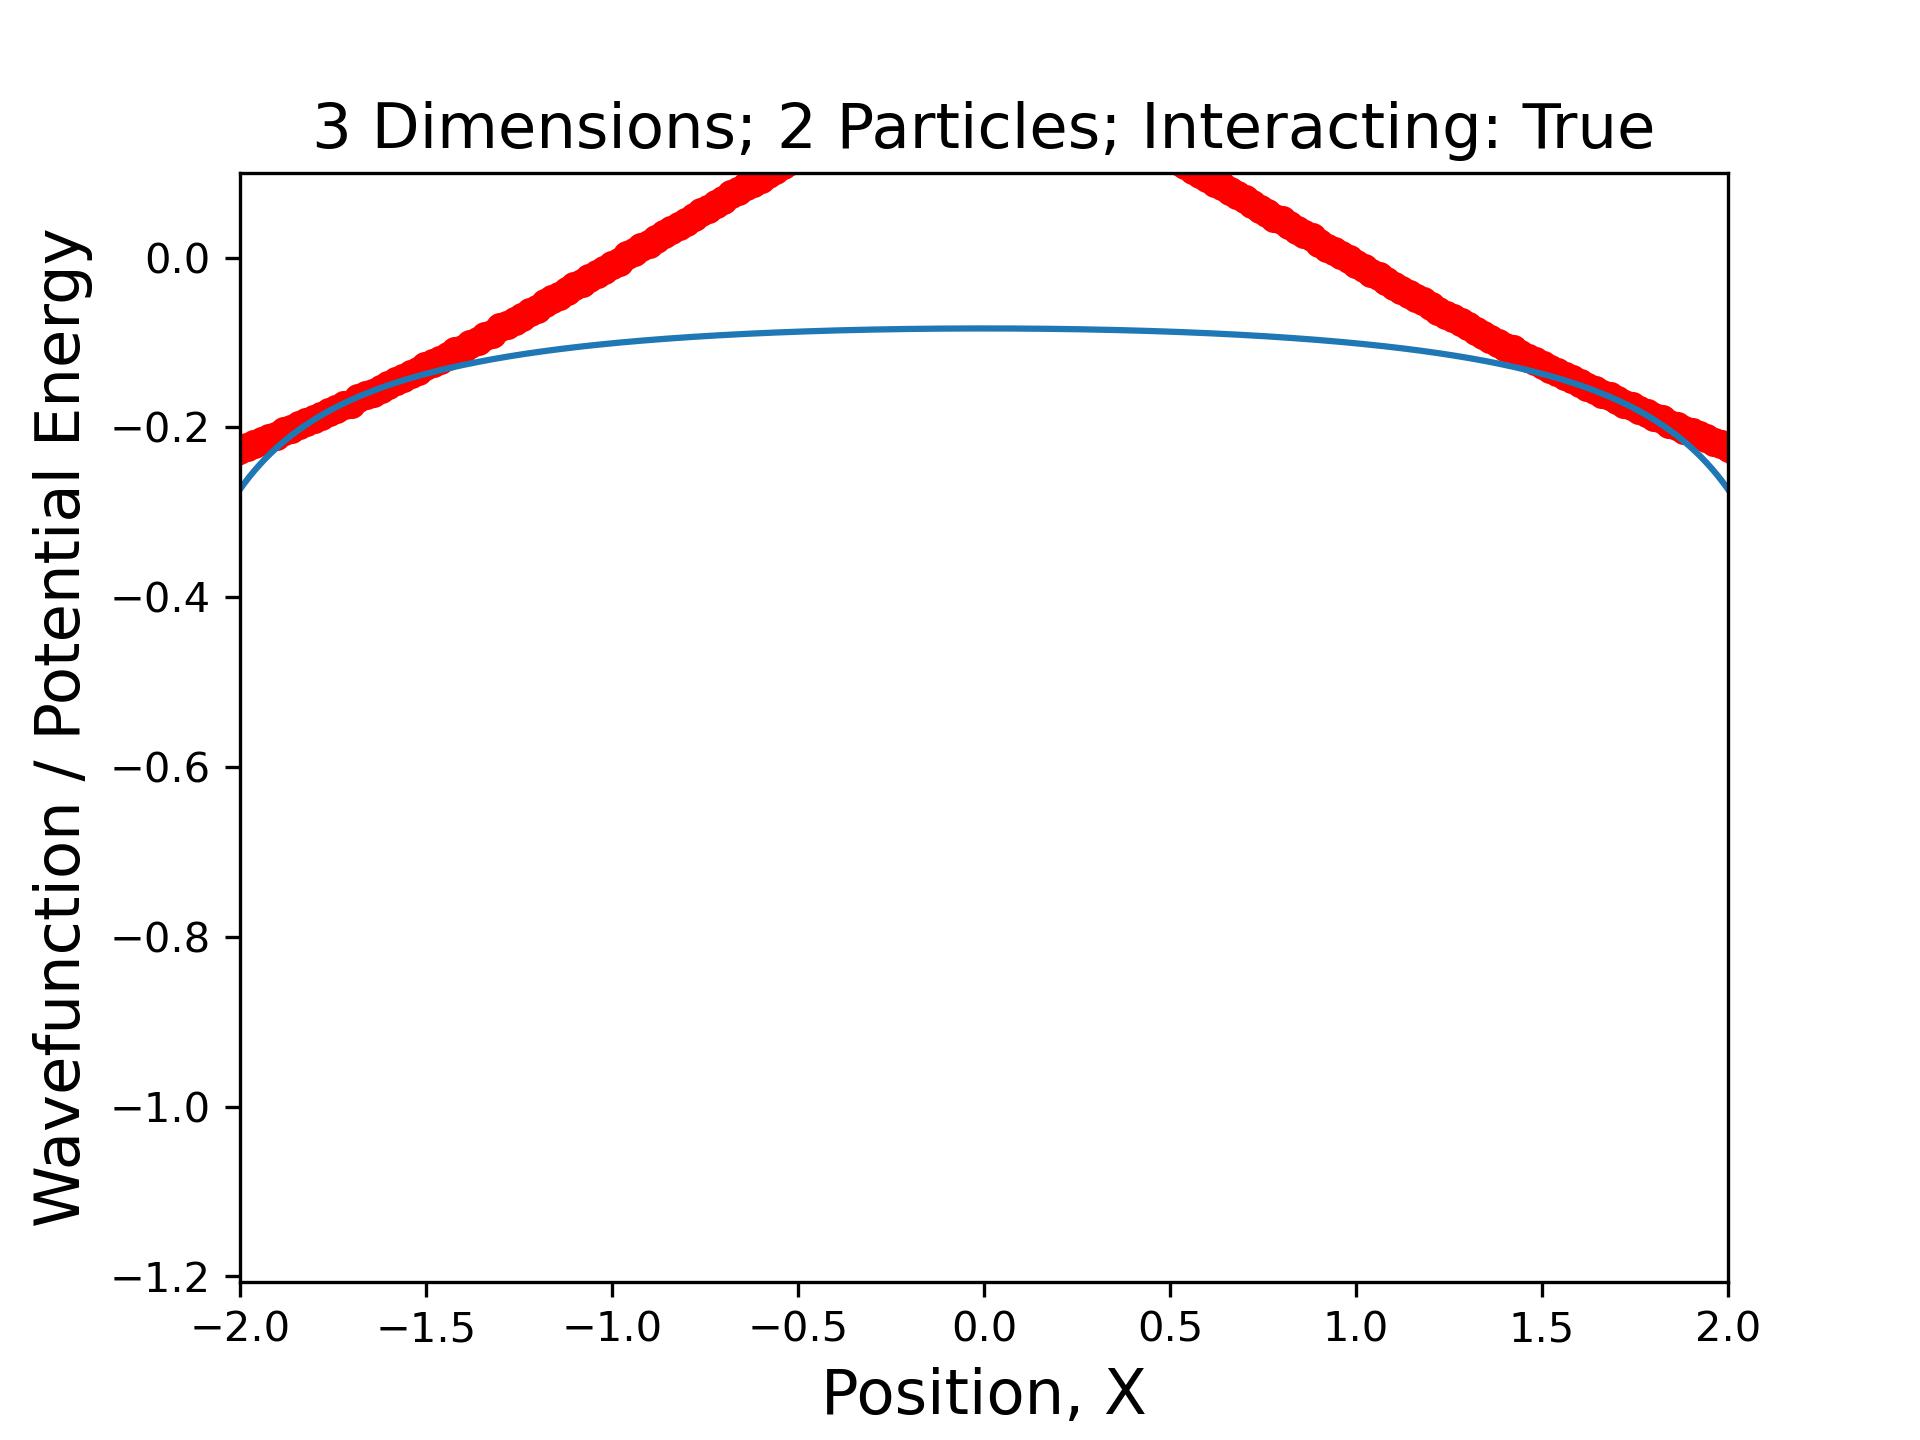 3 Dimensions; 2 Particles; Interacting: True
Wavefunction / Potential Energy
0.0
−0.2
−0.4
−0.6
−0.8
−1.0
−1.2
−2.0 −1.5 −1.0 −0.5 0.0 0.5 1.0 1.5 2.0
Position, X